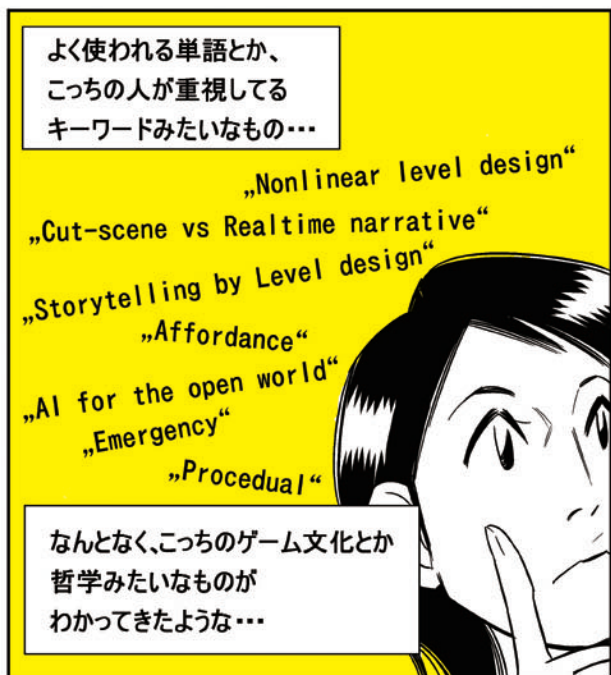 よく使われる単語とか、
こっちの人が重視してる
キーワードみたいなもの･･･
„Nonlinear level design“
„Cut-scene vs Realtime narrative“
„Storytelling by Level design“
„Affordance“
„AI for the open world“
„Emergency“
„Procedual“
なんとなく、こっちのゲーム文化とか
哲学みたいなものが
わかってきたような･･･